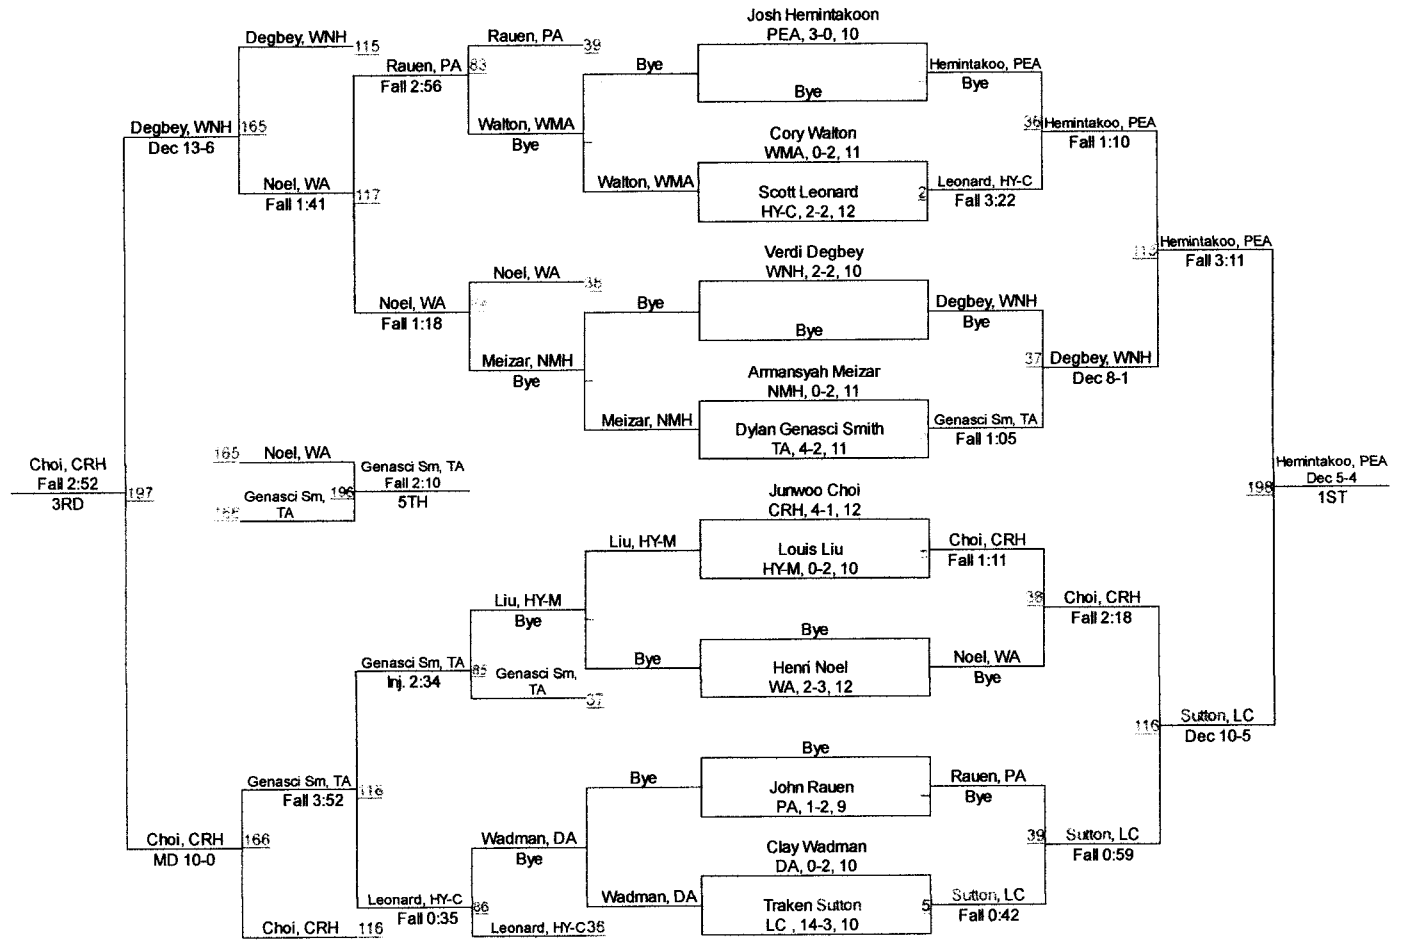 Josh Hemintakoon
PEA, 3-0, 10
Degbey, WNH
115
Rauen, PA
39
Rauen, PA
83
Fall 2:56
Bye
Bye
Hemintakoo, PEA
Bye
Degbey, WNH
165
Dec 13-6
Walton, WMA
Bye
Cory Walton
WMA, 0-2, 11
36
Hemintakoo, PEA
Fall 1:10
Noel, WA
Fall 1:41
117
Walton, WMA
Scott Leonard
HY-C, 2-2, 12
2
Leonard, HY-C
Fall 3:22
Verdi Degbey
WNH, 2-2, 10
Hemintakoo, PEA
Fall 3:11
Noel, WA
38
Noel, WA
Fall 1:18
Bye
Bye
Degbey, WNH
Bye
Meizar, NMH
Bye
Armansyah Meizar
NMH, 0-2, 11
37
Degbey, WNH
Dec 8-1
Meizar, NMH
Dylan Genasci Smith
TA, 4-2, 11
Genasci Sm, TA
Fall 1:05
165
Noel, WA
Choi, CRH
Fall 2:52
3RD
197
Genasci Sm, TA
Fall 2:10
5TH
196
166
Genasci Sm,
TA
Hemintakoo, PEA
Dec 5-4
1ST
198
Junwoo Choi
CRH, 4-1, 12
Liu, HY-M
Louis Liu
HY-M, 0-2, 10
Choi, CRH
Fall 1:11
Liu, HY-M
Bye
38
Choi, CRH
Fall 2:18
Bye
Bye
Henri Noel
WA, 2-3, 12
Noel, WA
Bye
Genasci Sm, TA
Inj. 2:34
85
Genasci Sm,
TA
37
116
Sutton, LC
Dec 10-5
Bye
Bye
John Rauen
PA, 1-2, 9
Rauen, PA
Bye
Genasci Sm, TA
Fall 3:52
118
Choi, CRH
MD 10-0
166
Wadman, DA
Bye
Clay Wadman
DA, 0-2, 10
39
Sutton, LC
Fall 0:59
Leonard, HY-C
Fall 0:35
86
Wadman, DA
Traken Sutton
LC , 14-3, 10
5
Sutton, LC
Fall 0:42
Choi, CRH
116
Leonard, HY-C
36